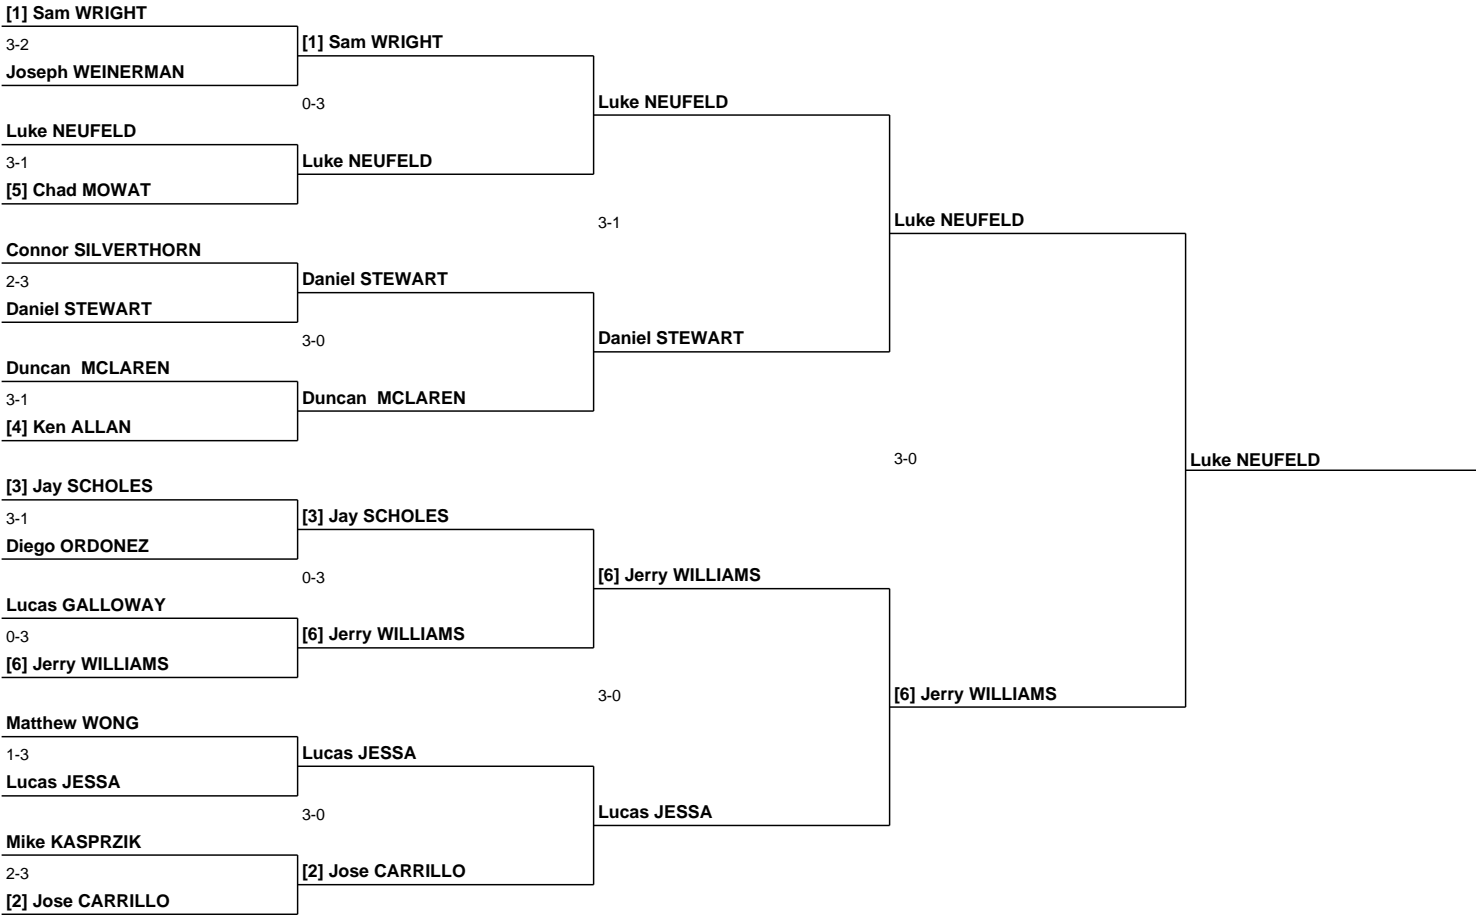 [1] Sam WRIGHT
3-2
[1] Sam WRIGHT
Joseph WEINERMAN
0-3
Luke NEUFELD
Luke NEUFELD
3-1
Luke NEUFELD
[5] Chad MOWAT
3-1
Luke NEUFELD
Connor SILVERTHORN
2-3
Daniel STEWART
Daniel STEWART
3-0
Daniel STEWART
Duncan  MCLAREN
3-1
Duncan  MCLAREN
[4] Ken ALLAN
3-0
Luke NEUFELD
[3] Jay SCHOLES
3-1
[3] Jay SCHOLES
Diego ORDONEZ
0-3
[6] Jerry WILLIAMS
Lucas GALLOWAY
0-3
[6] Jerry WILLIAMS
[6] Jerry WILLIAMS
3-0
[6] Jerry WILLIAMS
Matthew WONG
1-3
Lucas JESSA
Lucas JESSA
3-0
Lucas JESSA
Mike KASPRZIK
2-3
[2] Jose CARRILLO
[2] Jose CARRILLO